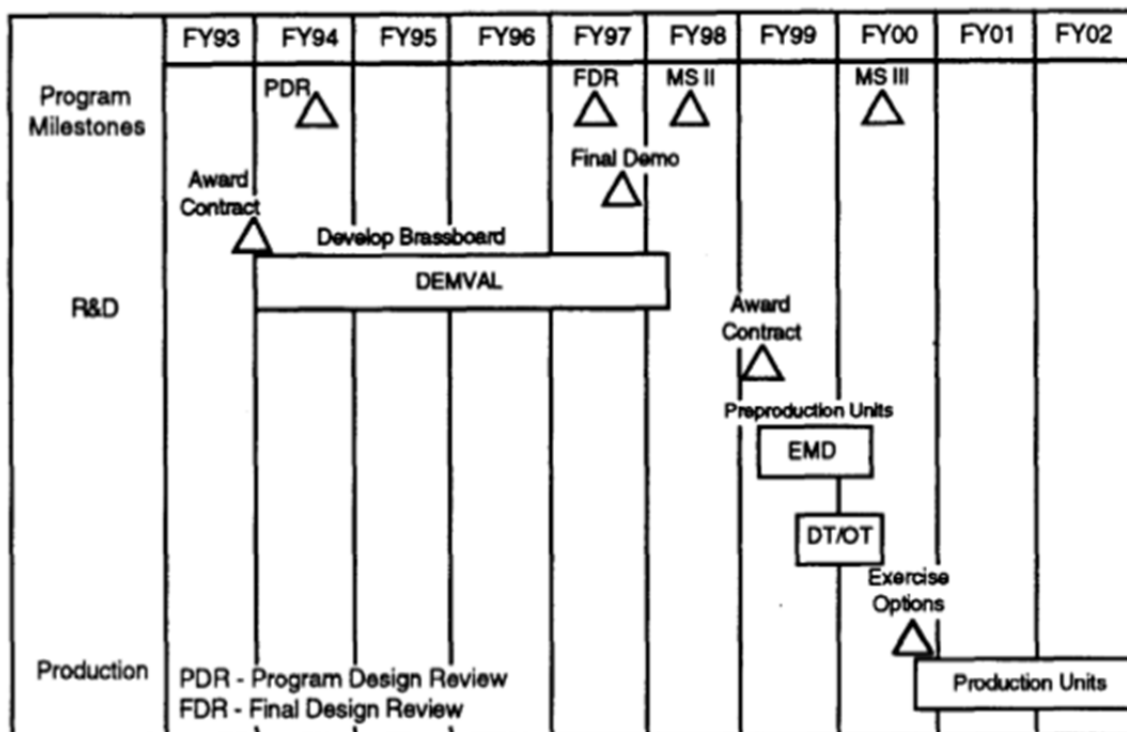 FY93 FY94 FY95 FY96 FY97 FY98 FY99 FY00 FY01 FY02
Program
Milestones
PDR
FDR
MS II
MS III
Final Demo
Award
Contract
Develop Brassboard
DEMVAL
R&D
Award
Contract
Preproduction Units
EMD
DT/OT
Exercise
Options
Production
Production Units
PDR - Program Design Review
FDR - Final Design Review